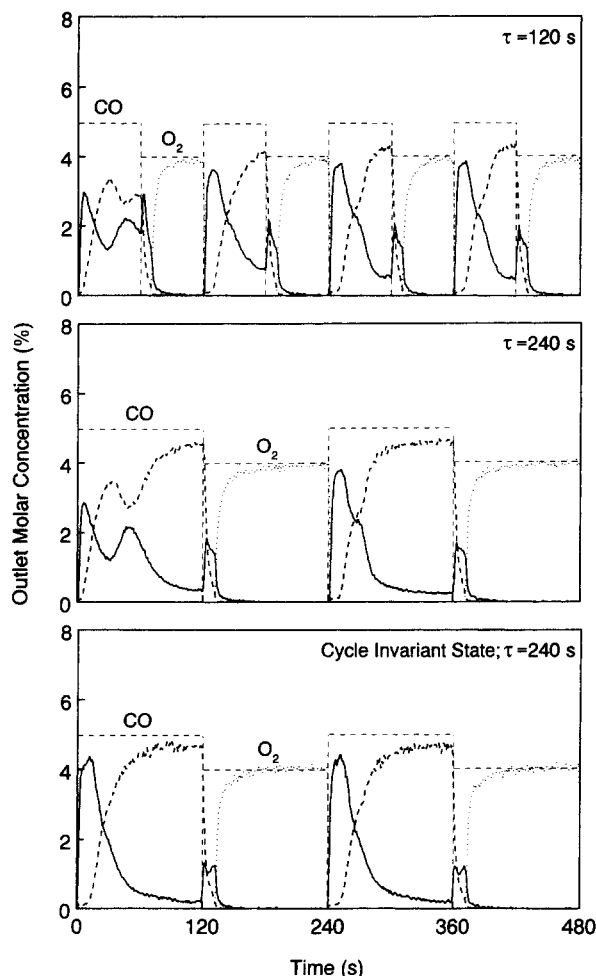 8
6
4
2
0
τ = 120 s
CO
O2
8
6
4
2
0
τ = 240 s
CO
O2
8
6
4
2
0
Cycle Invariant State; τ = 240 s
CO
O2
0 120 240 360 480
Time (s)
Outlet Molar Concentration (%)